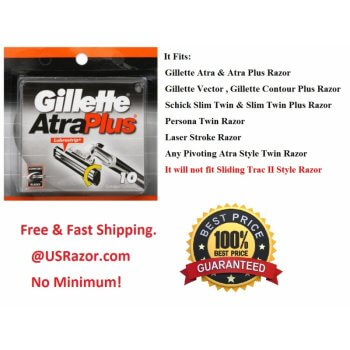 Gillette
AtraPlus
Lubrastrip
10
It Fits:
Gillette Atra & Atra Plus Razor
Gillette Vector , Gillette Contour Plus Razor
Schick Slim Twin & Slim Twin Plus Razor
Persona Twin Razor
Laser Stroke Razor
Any Pivoting Atra Style Twin Razor
It will not fit Sliding Trac II Style Razor
Free & Fast Shipping.
@USRazor.com
No Minimum!
BEST PRICE
100%
BEST PRICE
GUARANTEED
BEST PRICE